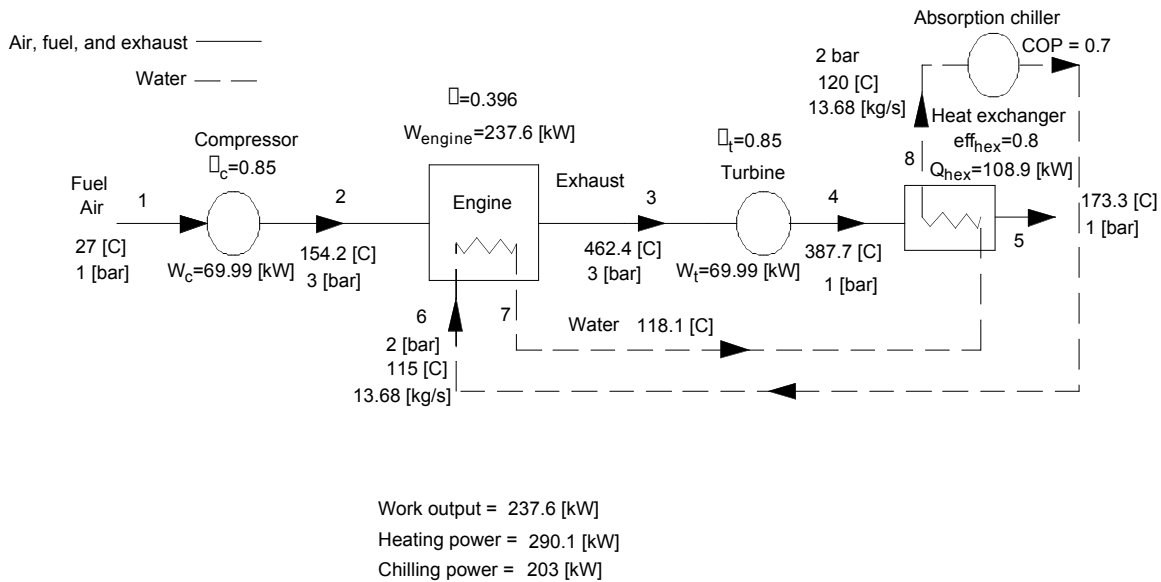 Absorption chiller
Air, fuel, and exhaust
COP = 0.7
Water
2 bar
120 [C]
13.68 [kg/s]
□=0.396
W_engine=237.6 [kW]
Heat exchanger
eff_hex=0.8
Q_hex=108.9 [kW]
Compressor
□_c=0.85
□_t=0.85
Turbine
8
Fuel
Air
1
2
Engine
Exhaust
3
4
5
173.3 [C]
1 [bar]
27 [C]
1 [bar]
W_c=69.99 [kW]
154.2 [C]
3 [bar]
462.4 [C]
3 [bar]
W_t=69.99 [kW]
387.7 [C]
1 [bar]
6
7
Water 118.1 [C]
2 [bar]
115 [C]
13.68 [kg/s]
Work output = 237.6 [kW]
Heating power = 290.1 [kW]
Chilling power = 203 [kW]